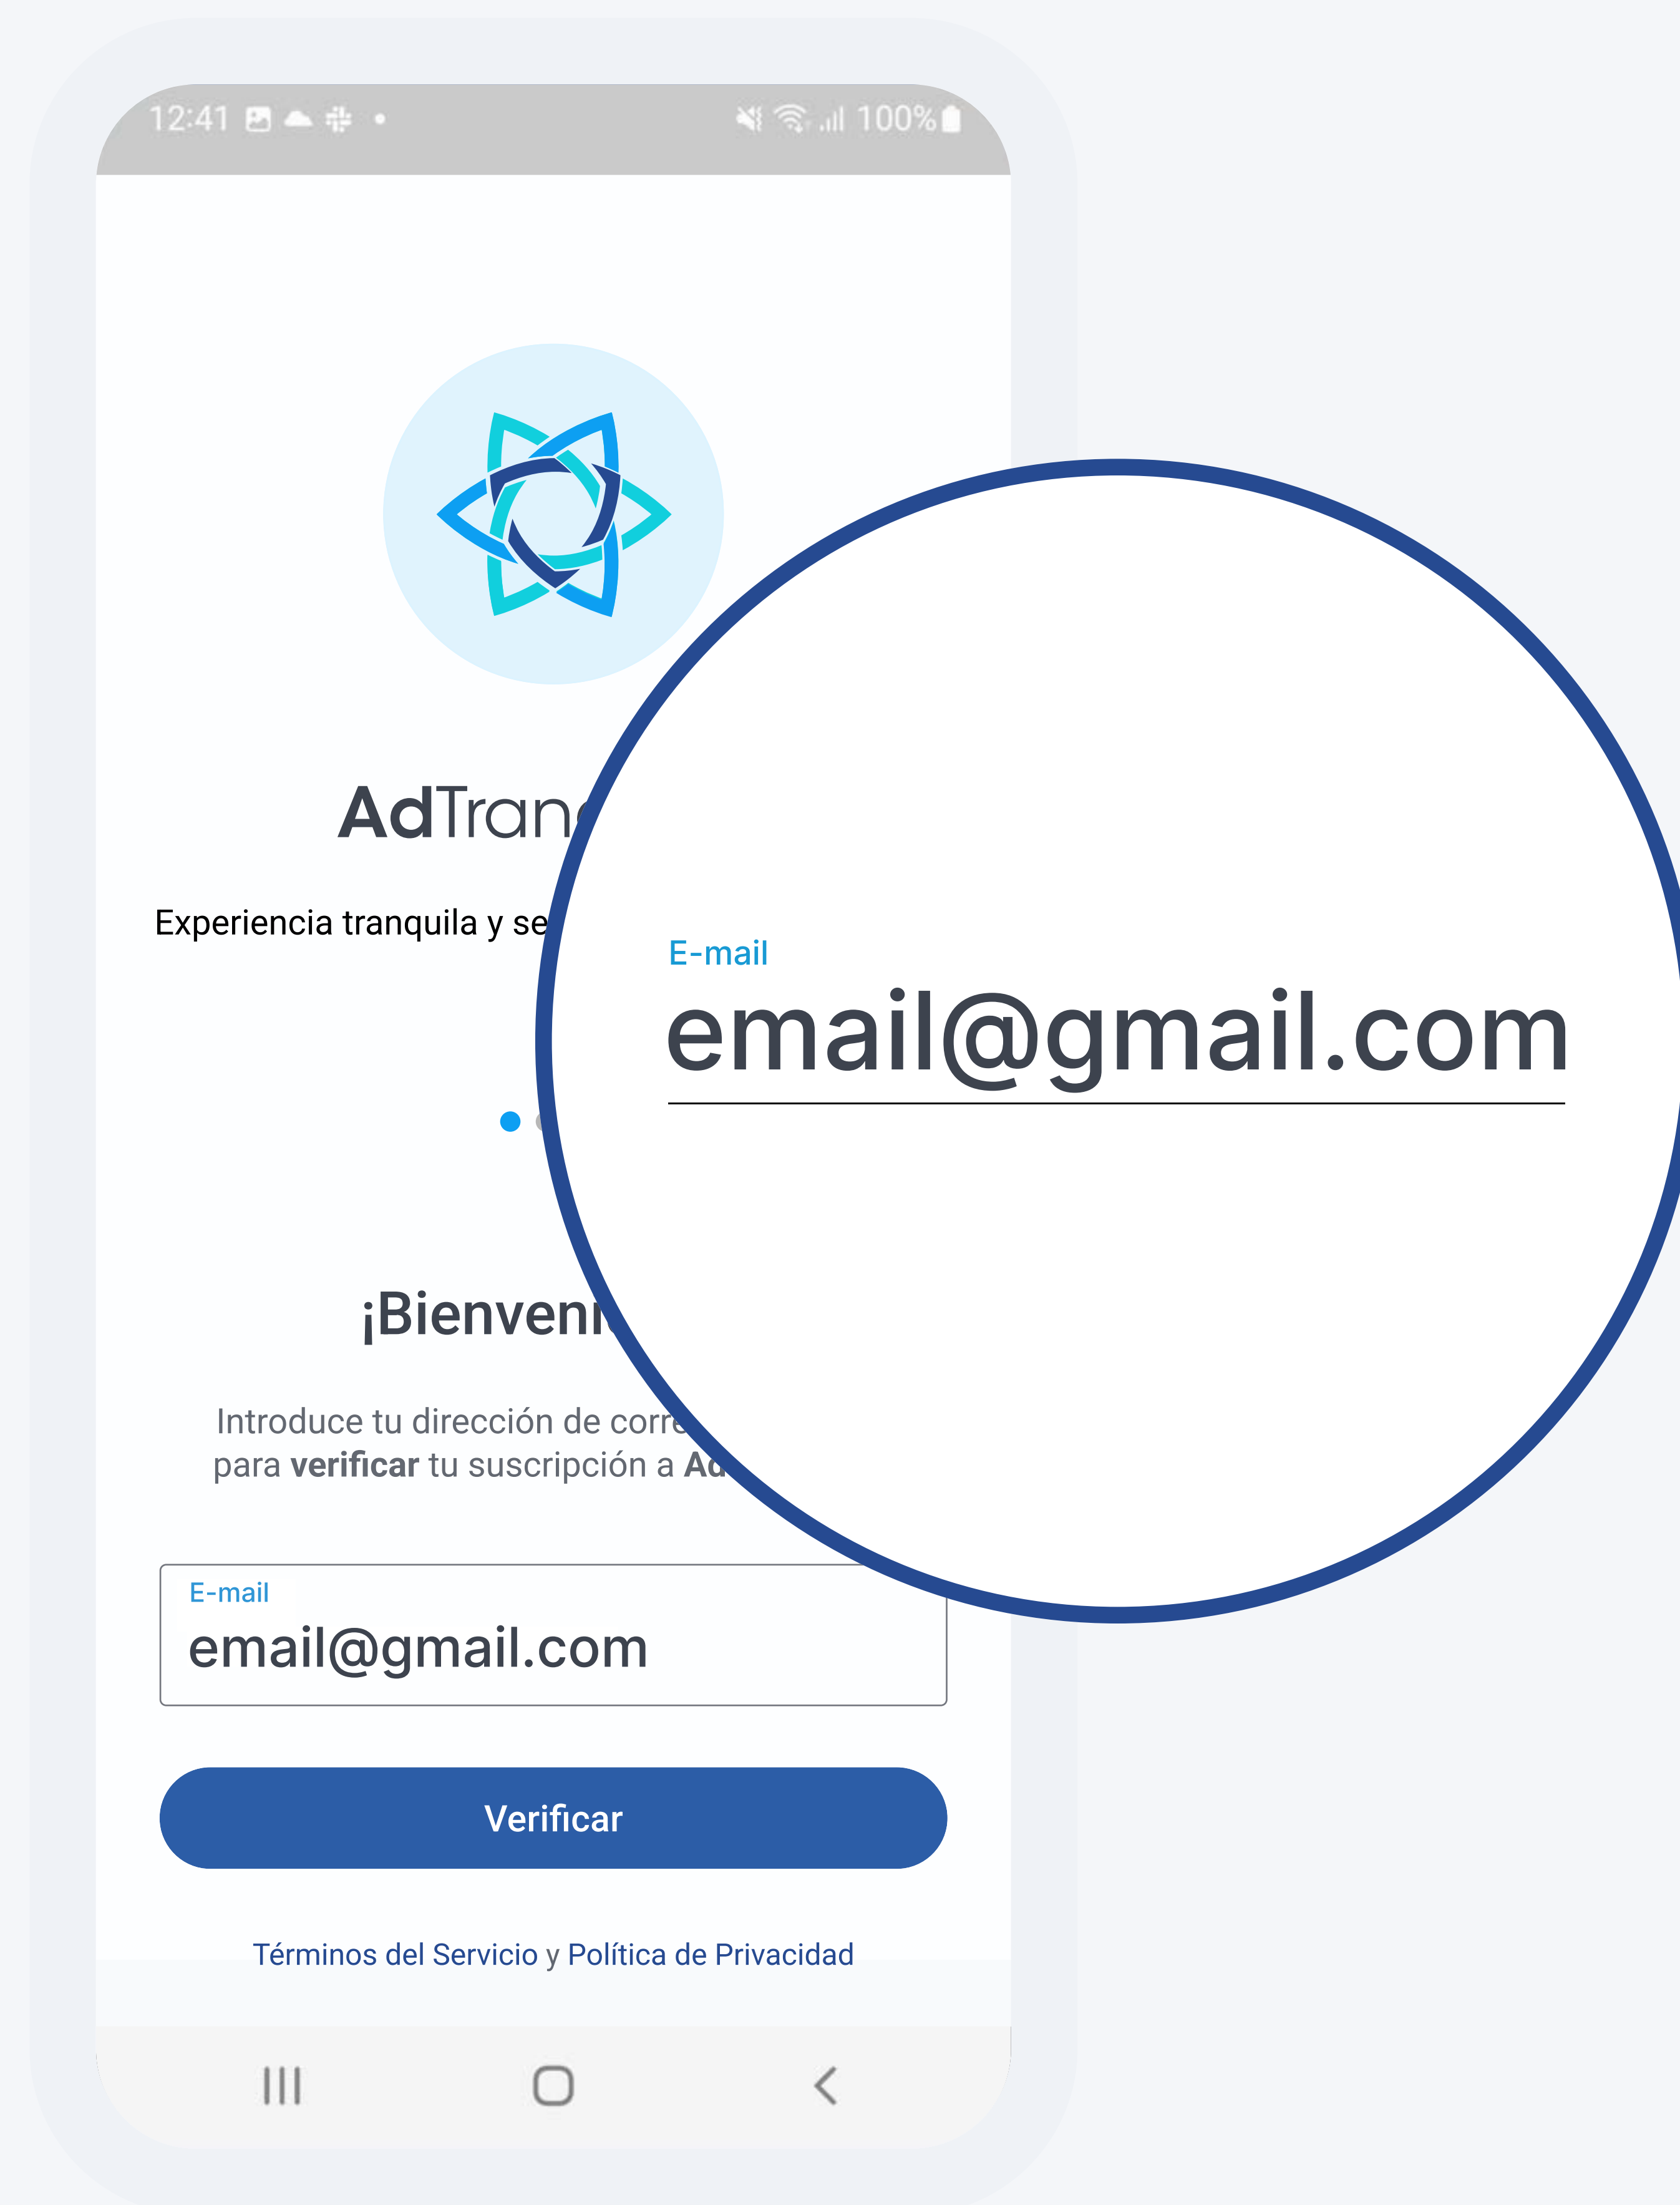 12:41 100%
AdTran
Experiencia tranquila y se
E-mail
email@gmail.com
¡Bienveni
Introduce tu dirección de corre
para verificar tu suscripción a Ad
E-mail
email@gmail.com
Verificar
Términos del Servicio y Política de Privacidad